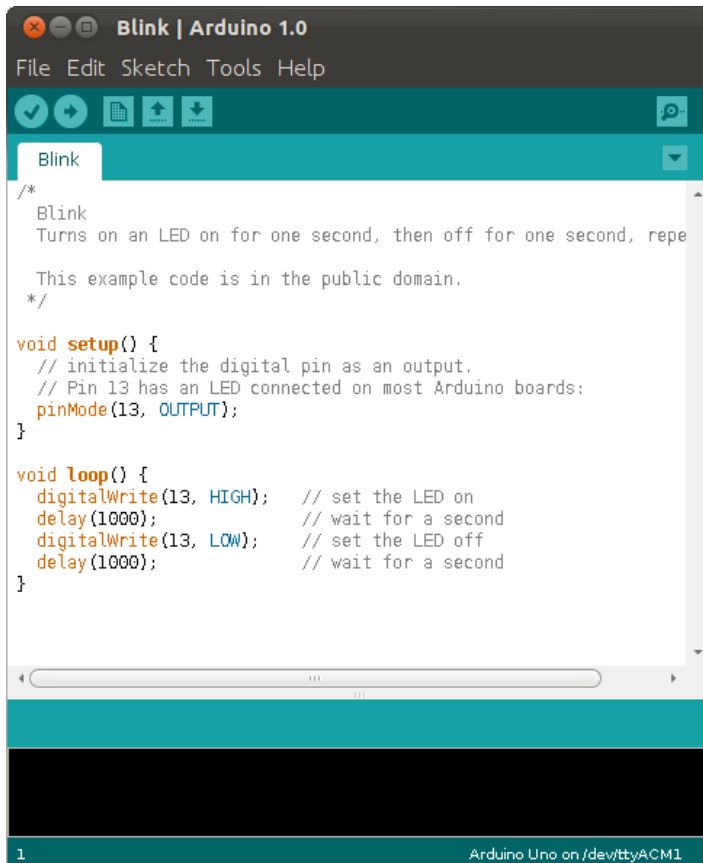 Blink | Arduino 1.0
File Edit Sketch Tools Help
Blink
/*
  Blink
  Turns on an LED on for one second, then off for one second, repe

  This example code is in the public domain.
 */

void setup() {
  // initialize the digital pin as an output.
  // Pin 13 has an LED connected on most Arduino boards:
  pinMode(13, OUTPUT);
}

void loop() {
  digitalWrite(13, HIGH);   // set the LED on
  delay(1000);              // wait for a second
  digitalWrite(13, LOW);    // set the LED off
  delay(1000);              // wait for a second
}
1
Arduino Uno on /dev/ttyACM1